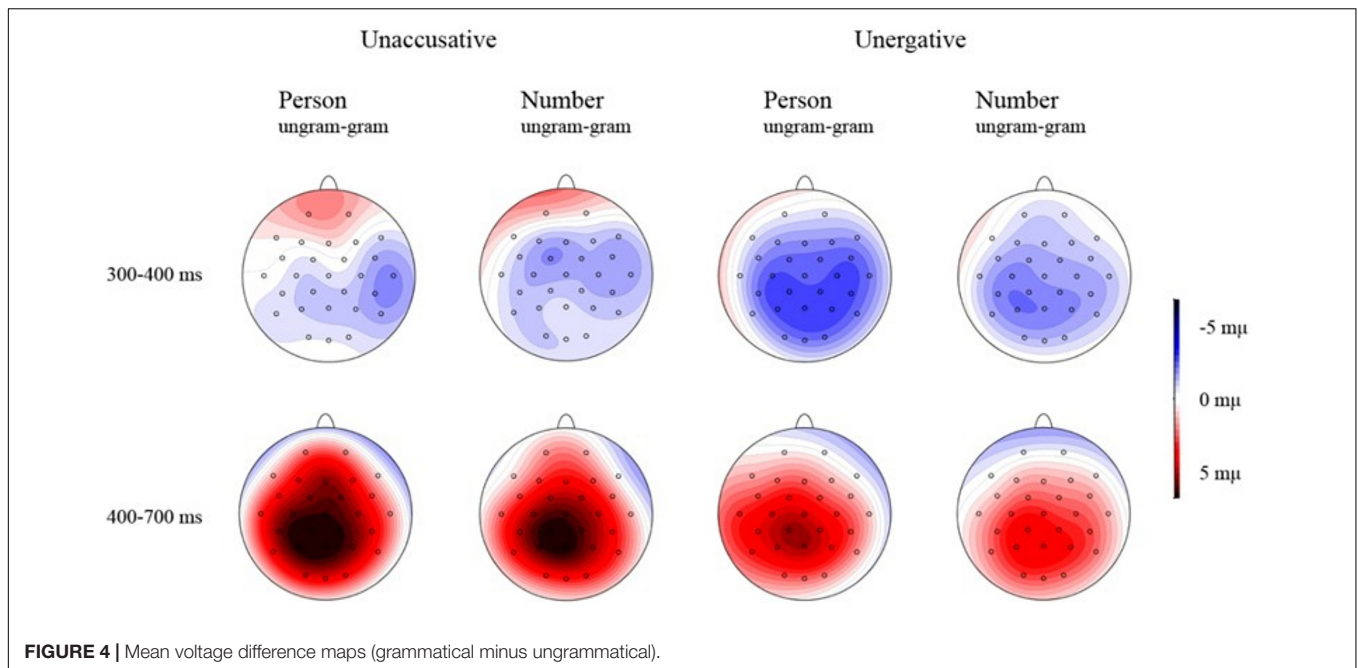 Unaccusative Unergative
Person Number Person Number
ungram-gram ungram-gram ungram-gram ungram-gram
300-400 ms
-5 mμ
0 mμ
5 mμ
400-700 ms
FIGURE 4 | Mean voltage difference maps (grammatical minus ungrammatical).